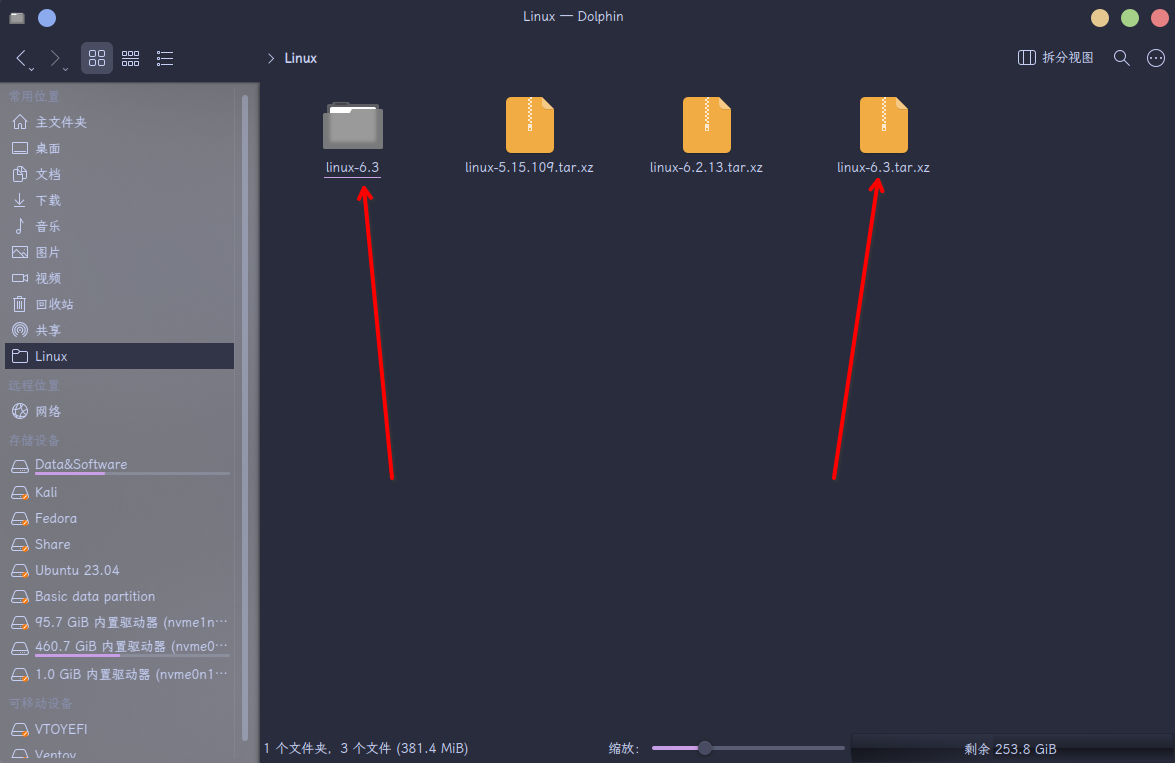 Linux — Dolphin
Linux
拆分视图
常用位置
主文件夹
桌面
文档
下载
音乐
图片
视频
回收站
共享
Linux
远程位置
网络
存储设备
Data&Software
Kali
Fedora
Share
Ubuntu 23.04
Basic data partition
95.7 GiB 内置驱动器 (nvme1n…
460.7 GiB 内置驱动器 (nvme0…
1.0 GiB 内置驱动器 (nvme0n1…
可移动设备
VTOYEFI
Ventoy
linux-6.3
linux-5.15.109.tar.xz
linux-6.2.13.tar.xz
linux-6.3.tar.xz
1 个文件夹, 3 个文件 (381.4 MiB)
缩放:
剩余 253.8 GiB